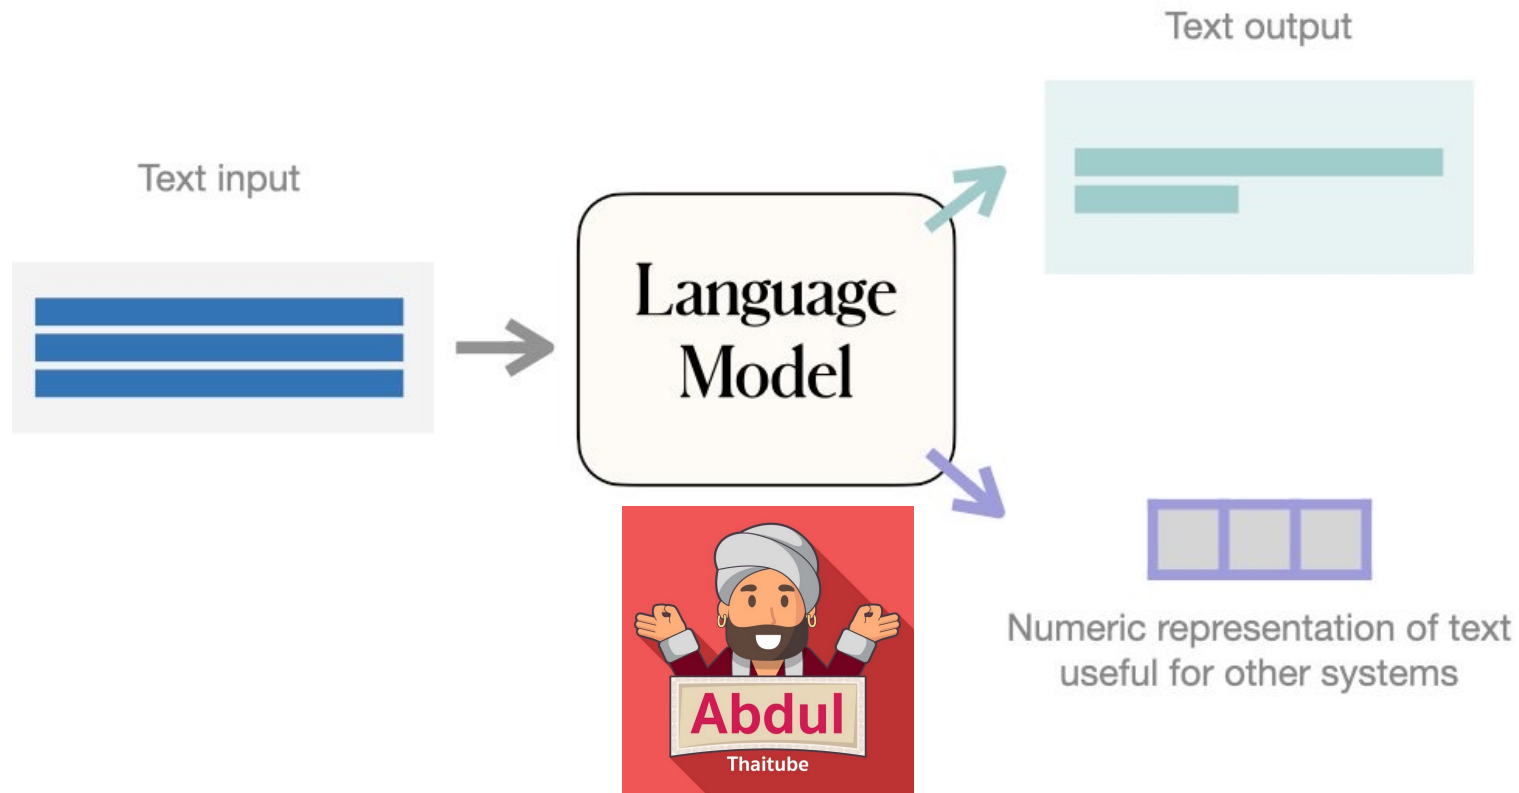 Text output
Text input
Language
Model
Numeric representation of text
useful for other systems
Abdul
Thaitube